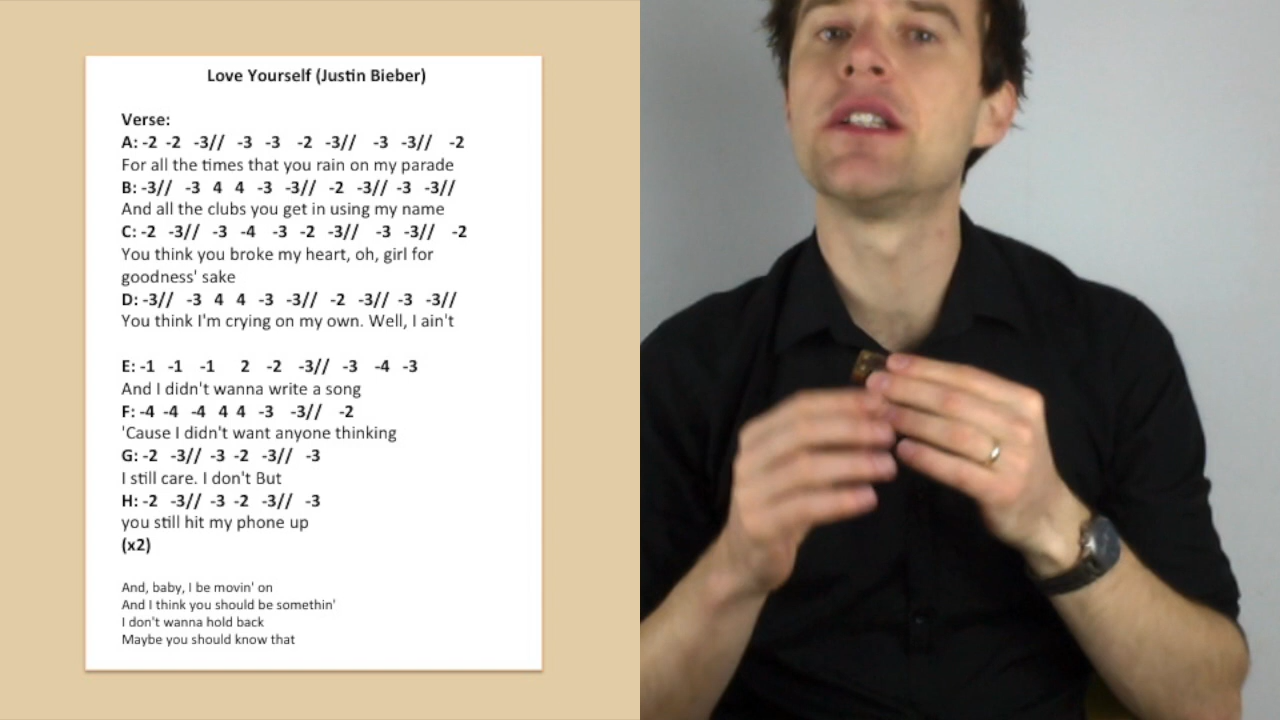 Love Yourself (Justin Bieber)
Verse:
A: -2 -2 -3// -3 -3 -2 -3// -3 -3// -2
For all the times that you rain on my parade
B: -3// -3 4 4 -3 -3// -2 -3// -3 -3//
And all the clubs you get in using my name
C: -2 -3// -3 -4 -3 -2 -3// -3 -3// -2
You think you broke my heart, oh, girl for
goodness' sake
D: -3// -3 4 4 -3 -3// -2 -3// -3 -3//
You think I'm crying on my own. Well, I ain't
E: -1 -1 -1 2 -2 -3// -3 -4 -3
And I didn't wanna write a song
F: -4 -4 -4 4 4 -3 -3// -2
'Cause I didn't want anyone thinking
G: -2 -3// -3 -2 -3// -3
I still care. I don't But
H: -2 -3// -3 -2 -3// -3
you still hit my phone up
(x2)
And, baby, I be movin' on
And I think you should be somethin'
I don't wanna hold back
Maybe you should know that